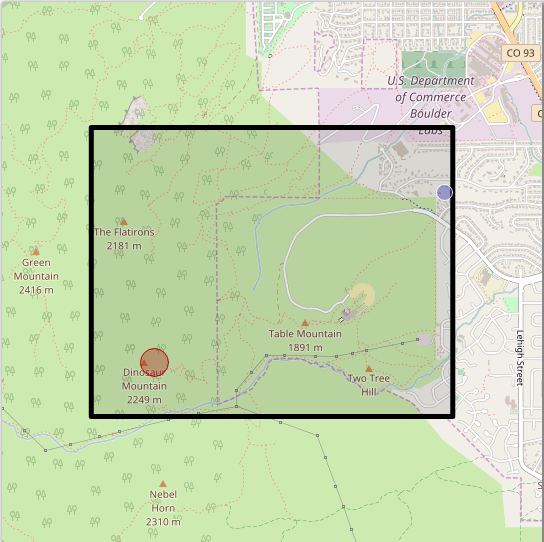 CO 93
C
U.S. Department
of Commerce
Boulder
Labs
The Flatirons
2181 m
Green
Mountain
2416 m
Table Mountain
1891 m
Lehigh Street
Dinosaur
Mountain
2249 m
Two Tree
Hill
Nebel
Horn
2310 m
S